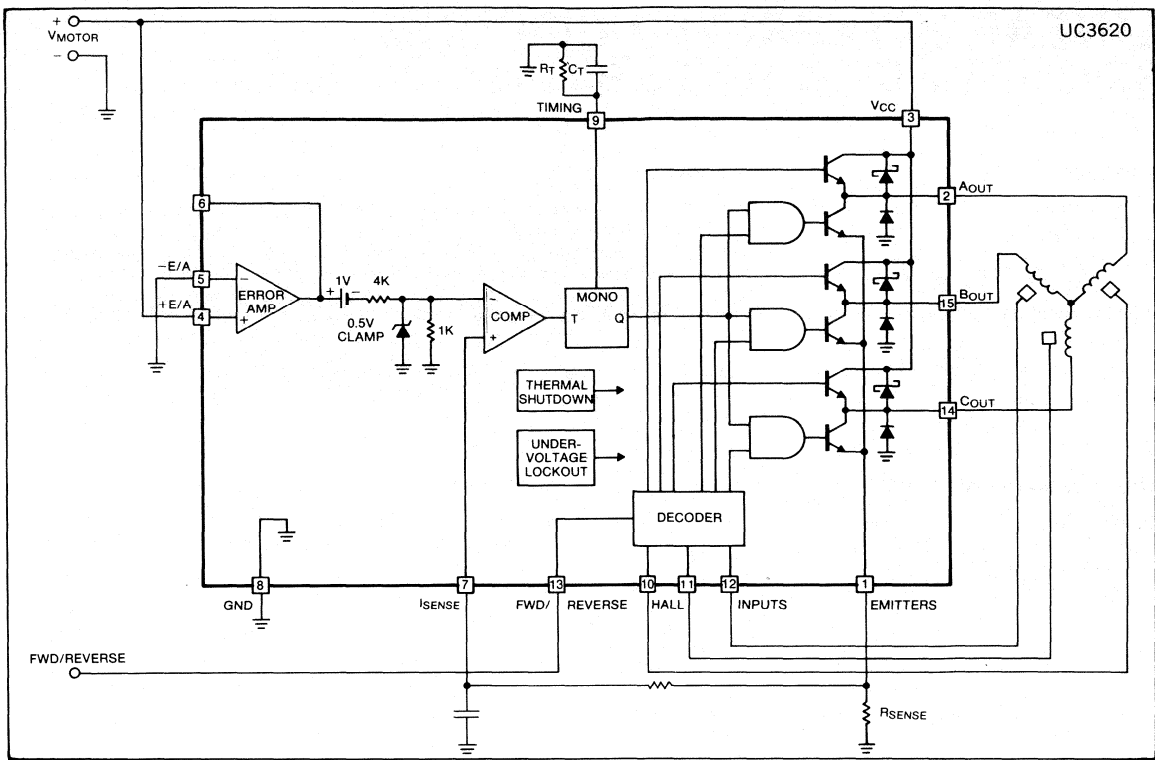 UC3620
+
VMOTOR
-
RT
CT
TIMING
9
VCC
3
6
-E/A
5
+E/A
4
-
+
ERROR
AMP
+
1V
-
4K
0.5V
CLAMP
1K
-
+
COMP
MONO
T
Q
2
AOUT
15
BOUT
14
COUT
THERMAL
SHUTDOWN
UNDER-
VOLTAGE
LOCKOUT
DECODER
8
7
13
10
11
12
1
GND
ISENSE
FWD/
REVERSE
HALL
INPUTS
EMITTERS
FWD/REVERSE
RSENSE